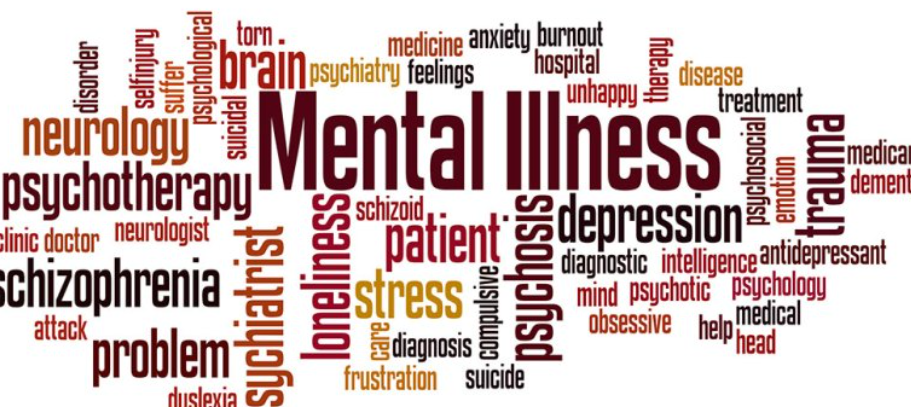 torn
medicine
anxiety
burnout
disorder
selfinjury
suffer
psychological
brain
psychiatry
feelings
hospital
therapy
disease
unhappy
treatment
neurology
suicidal
Mental Illness
psychosocial
emotion
trauma
medicar
dement
psychotherapy
clinic
doctor
neurologist
loneliness
schizoid
patient
psychosis
depression
diagnostic
intelligence
antidepressant
schizophrenia
sychiatrist
stress
compulsive
mind
psychotic
psychology
obsessive
help
medical
head
attack
problem
care
diagnosis
frustration
suicide
duslexia